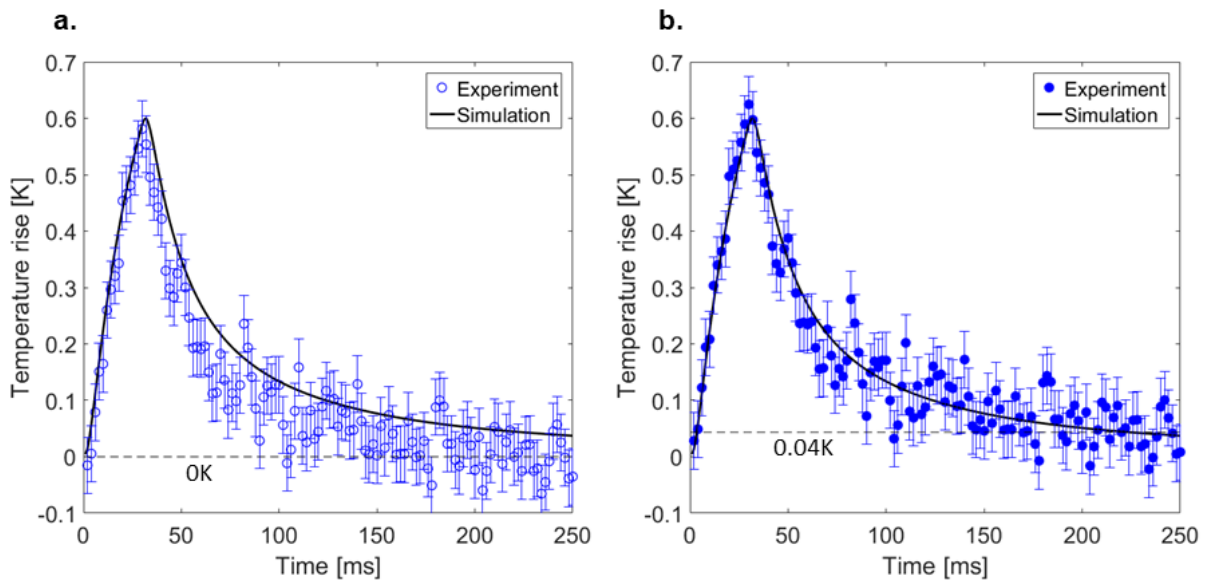 a.
0.7
0.6
0.5
0.4
0.3
0.2
0.1
0
-0.1
Temperature rise [K]
Experiment
Simulation
0K
0
50
100
150
200
250
Time [ms]
b.
0.7
0.6
0.5
0.4
0.3
0.2
0.1
0
-0.1
Temperature rise [K]
Experiment
Simulation
0.04K
0
50
100
150
200
250
Time [ms]